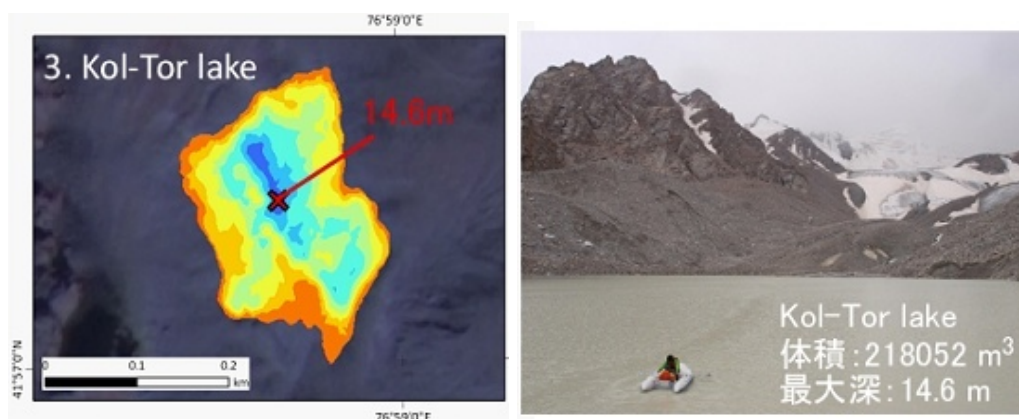 76°59'0"E
3. Kol-Tor lake
14.6m
41°57'0"N
0 0.1 0.2
km
76°59'0"E
Kol-Tor lake
体積:218052 m³
最大深:14.6 m